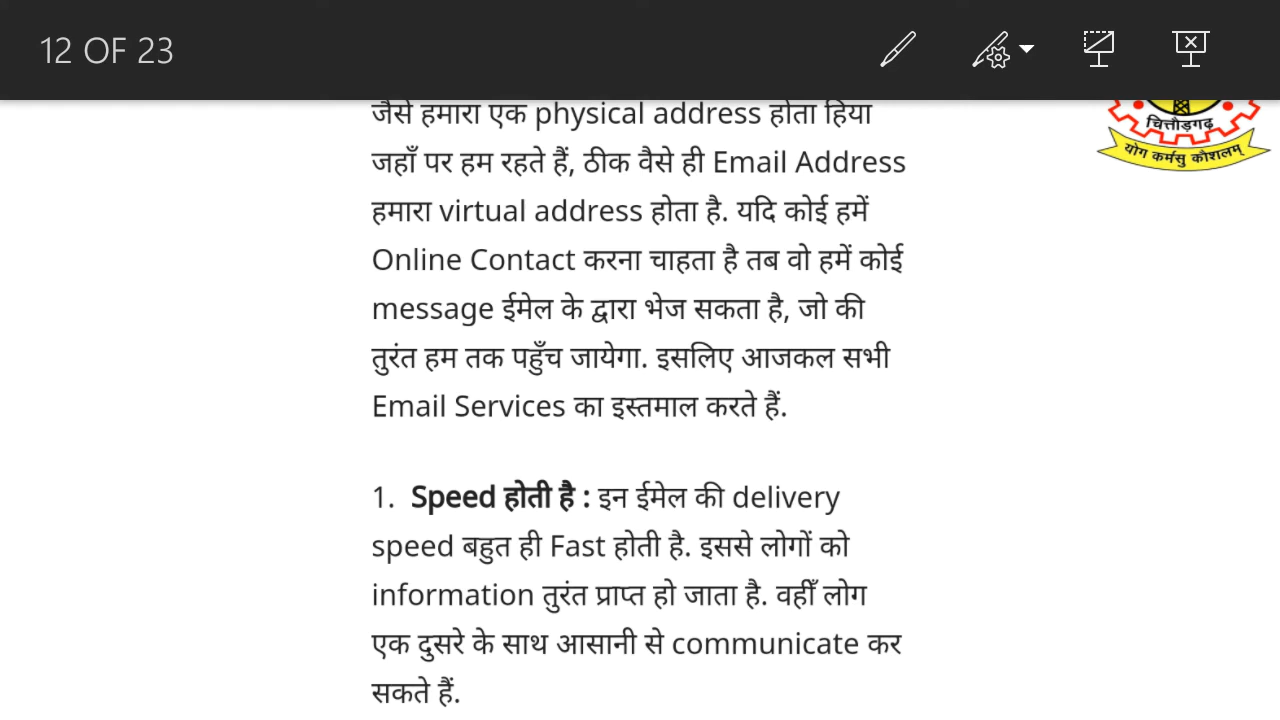 12 OF 23
जैसे हमारा एक physical address होता हिया
जहाँ पर हम रहते हैं, ठीक वैसे ही Email Address
हमारा virtual address होता है. यदि कोई हमें
Online Contact करना चाहता है तब वो हमें कोई
message ईमेल के द्वारा भेज सकता है, जो की
तुरंत हम तक पहुँच जायेगा. इसलिए आजकल सभी
Email Services का इस्तमाल करते हैं.
1. Speed होती है : इन ईमेल की delivery
speed बहुत ही Fast होती है. इससे लोगों को
information तुरंत प्राप्त हो जाता है. वहीँ लोग
एक दुसरे के साथ आसानी से communicate कर
सकते हैं.
चित्तौड़गढ़
योग कर्मसु कौशलम्